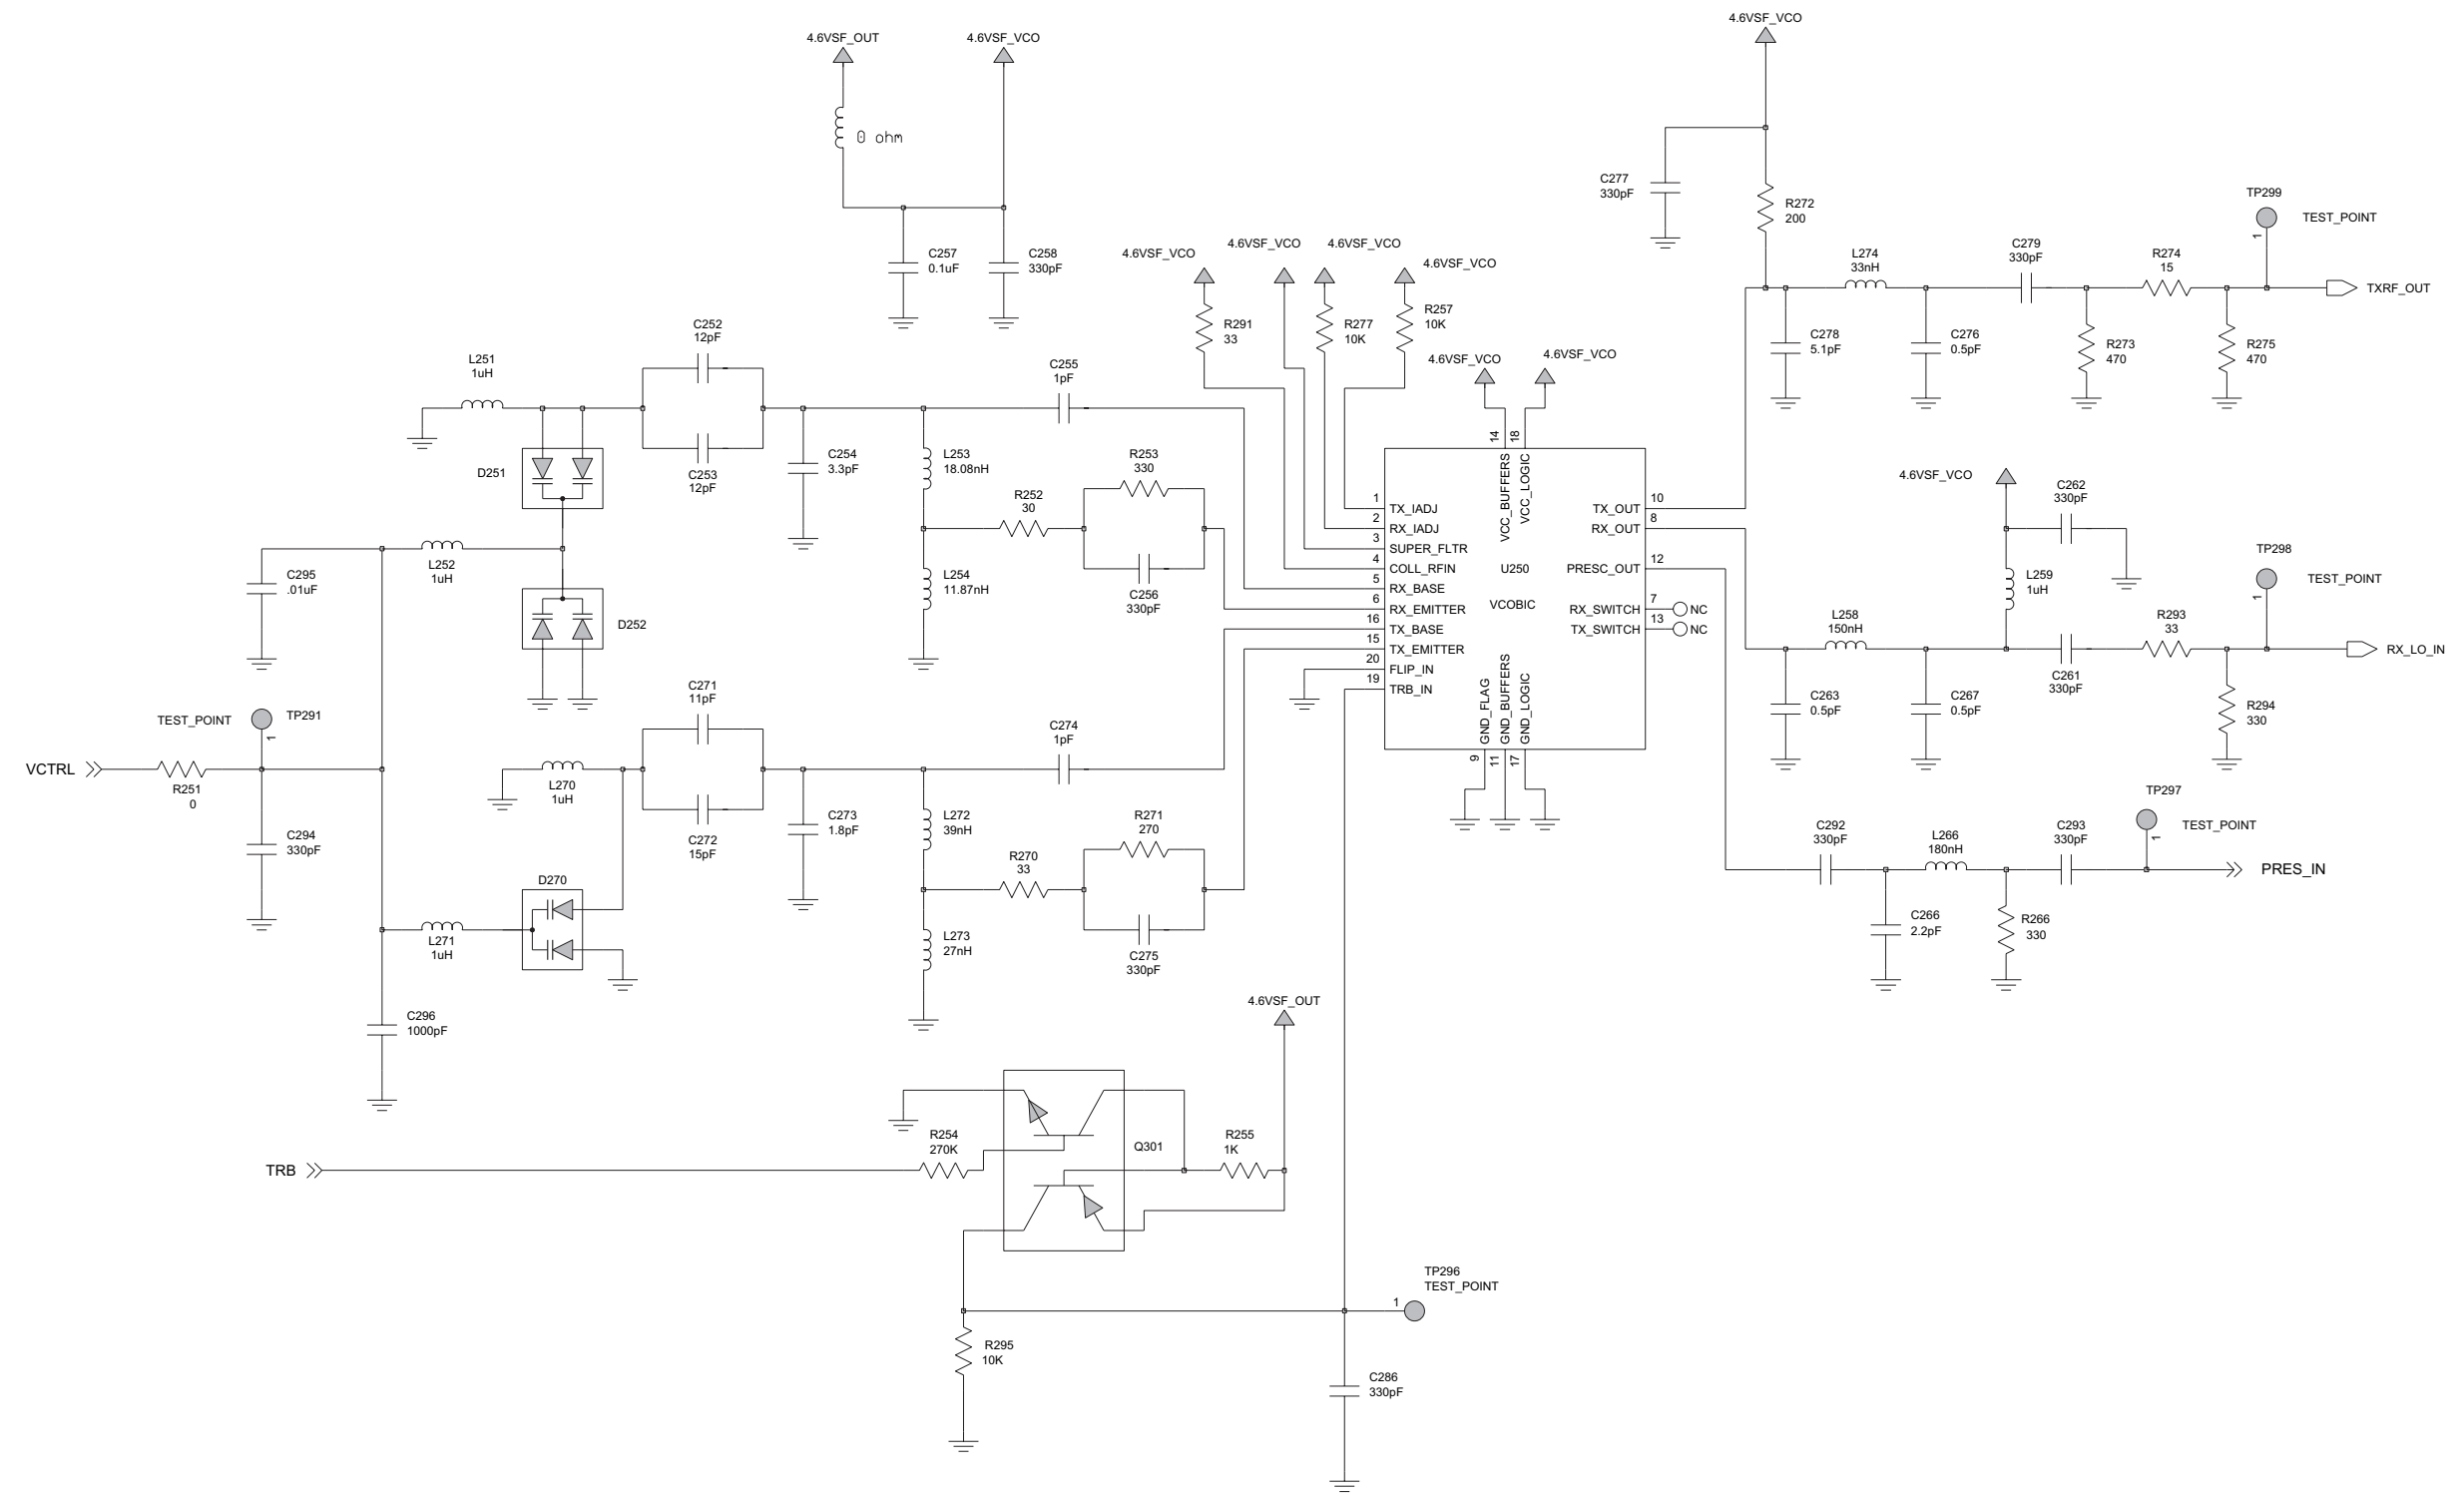 4.6VSF_VCO
4.6VSF_OUT
4.6VSF_VCO
0 ohm
C277
330pF
R272
200
TP299
TEST_POINT
1
C257
0.1uF
C258
330pF
4.6VSF_VCO
4.6VSF_VCO
4.6VSF_VCO
4.6VSF_VCO
L274
33nH
C279
330pF
R274
15
TXRF_OUT
R291
33
R277
10K
R257
10K
C278
5.1pF
C276
0.5pF
R273
470
R275
470
C252
12pF
L251
1uH
C255
1pF
4.6VSF_VCO
4.6VSF_VCO
D251
C253
12pF
C254
3.3pF
L253
18.08nH
R253
330
R252
30
14
18
VCC_BUFFERS
VCC_LOGIC
1
TX_IADJ
2
RX_IADJ
3
SUPER_FLTR
4
COLL_RFIN
5
RX_BASE
6
RX_EMITTER
16
TX_BASE
15
TX_EMITTER
20
FLIP_IN
19
TRB_IN
U250
VCOBIC
TX_OUT
10
RX_OUT
8
PRESC_OUT
12
RX_SWITCH
7
NC
TX_SWITCH
13
NC
GND_FLAG
GND_BUFFERS
GND_LOGIC
9
11
17
4.6VSF_VCO
C262
330pF
L259
1uH
TP298
TEST_POINT
1
C295
.01uF
L252
1uH
L254
11.87nH
C256
330pF
D252
L258
150nH
R293
33
RX_LO_IN
C261
330pF
C263
0.5pF
C267
0.5pF
R294
330
TEST_POINT
TP291
1
C271
11pF
C274
1pF
VCTRL
R251
0
L270
1uH
C294
330pF
C272
15pF
C273
1.8pF
L272
39nH
R271
270
R270
33
TP297
TEST_POINT
1
C292
330pF
L266
180nH
C293
330pF
PRES_IN
D270
C266
2.2pF
R266
330
L271
1uH
L273
27nH
C275
330pF
C296
1000pF
4.6VSF_OUT
R254
270K
Q301
R255
1K
TRB
TP296
TEST_POINT
1
R295
10K
C286
330pF